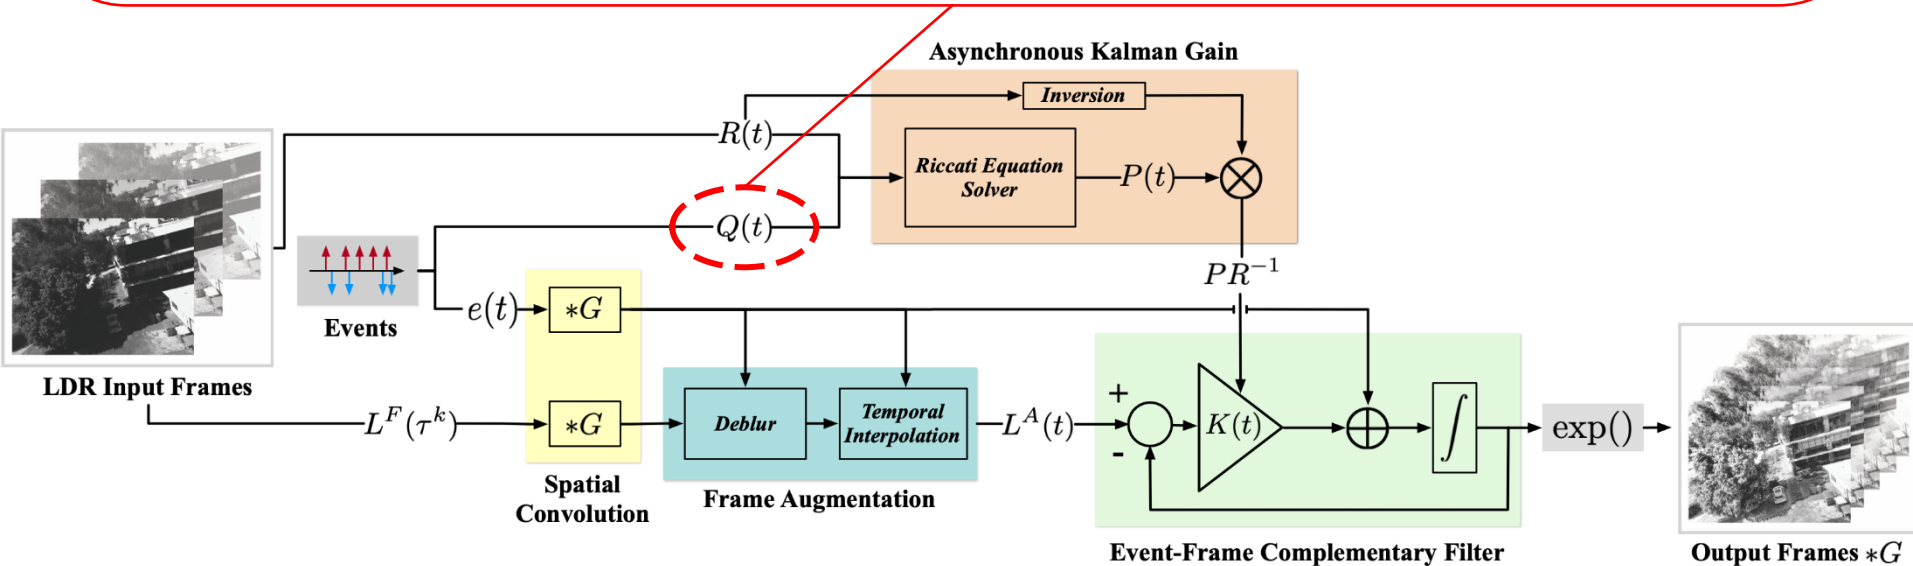 Asynchronous Kalman Gain
Inversion
R(t)
Riccati Equation
Solver
P(t)
Q(t)
PR⁻¹
e(t)
*G
Events
LDR Input Frames
L^F(τ^k)
*G
Deblur
Temporal
Interpolation
L^A(t)
+
-
K(t)
∫
exp()
Spatial
Convolution
Frame Augmentation
Event-Frame Complementary Filter
Output Frames *G